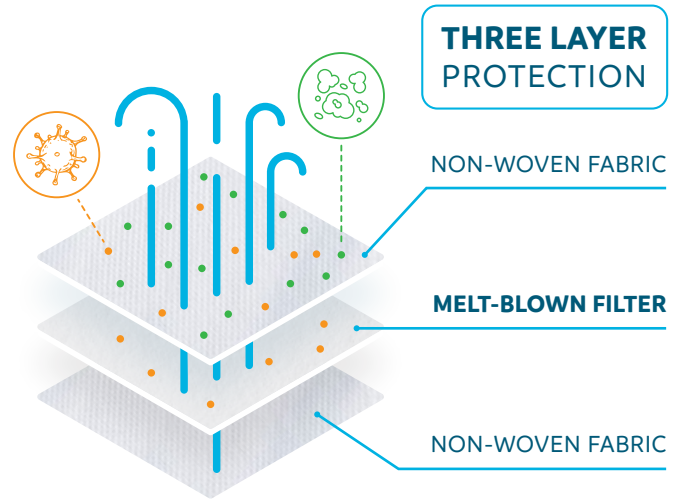 THREE LAYER
PROTECTION
NON-WOVEN FABRIC
MELT-BLOWN FILTER
NON-WOVEN FABRIC